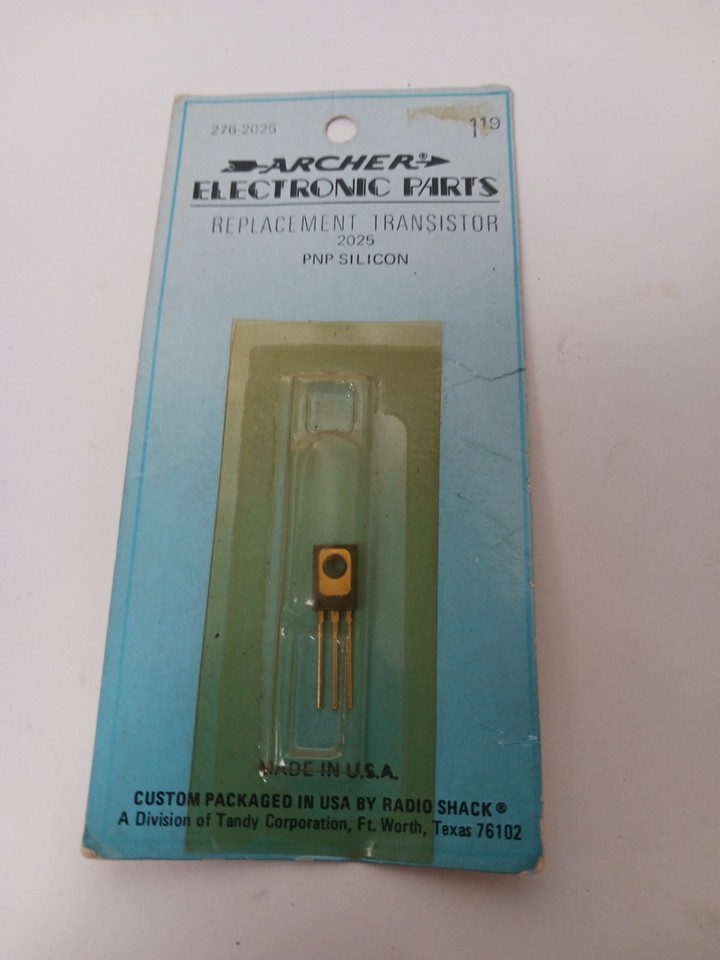 276-2025
119
ARCHER®
ELECTRONIC PARTS
REPLACEMENT TRANSISTOR
2025
PNP SILICON
MADE IN U.S.A.
CUSTOM PACKAGED IN USA BY RADIO SHACK®
A Division of Tandy Corporation, Ft. Worth, Texas 76102